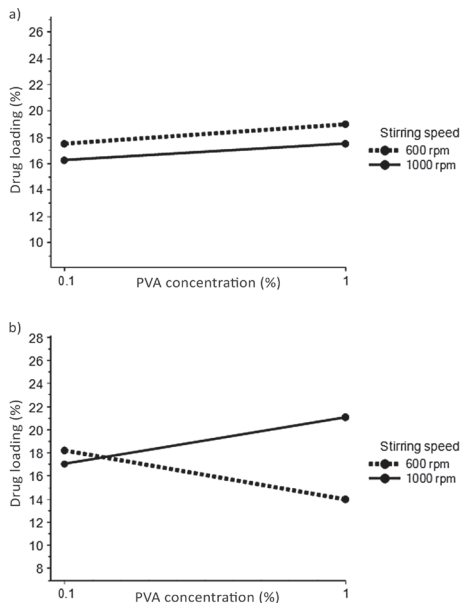 a)
26
24
22
20
18
16
14
12
10
Drug loading (%)
0.1
1
PVA concentration (%)
Stirring speed
600 rpm
1000 rpm
b)
28
26
24
22
20
18
16
14
12
10
8
Drug loading (%)
0.1
1
PVA concentration (%)
Stirring speed
600 rpm
1000 rpm